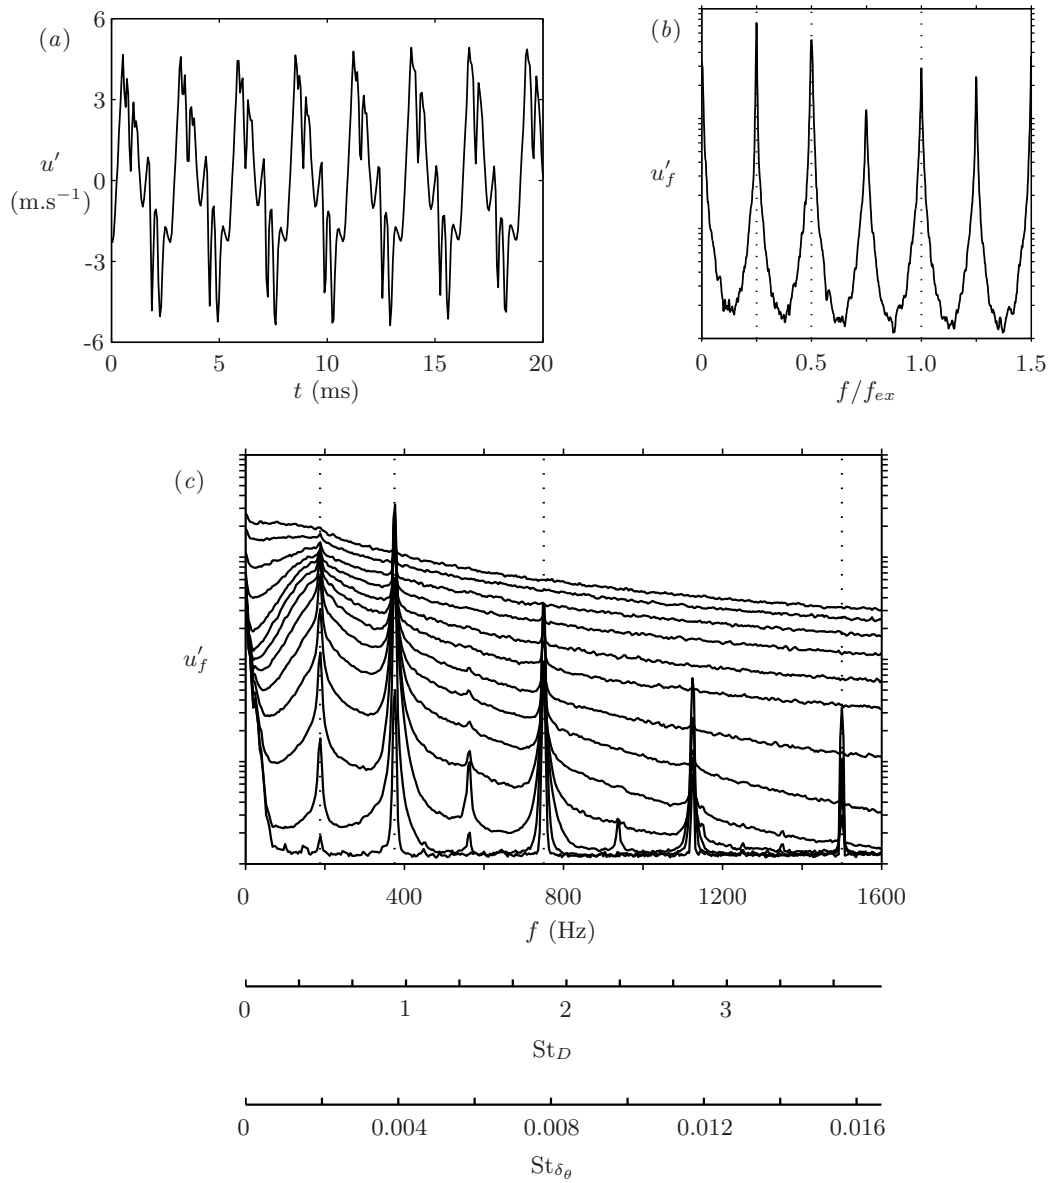 (a)
6
3
0
-3
-6
u′
(m.s⁻¹)
0 5 10 15 20
t (ms)
(b)
u′f
0 0.5 1.0 1.5
f/fex
(c)
u′f
0 400 800 1200 1600
f (Hz)
0 1 2 3
StD
0 0.004 0.008 0.012 0.016
Stδθ